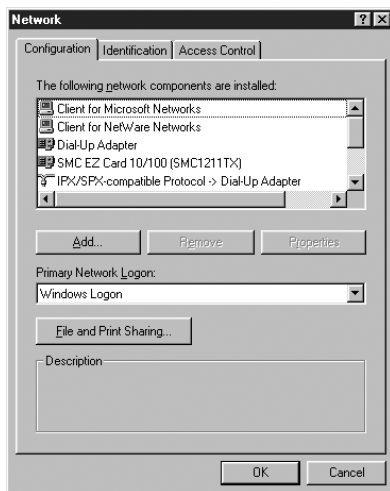 Network
Configuration Identification Access Control
The following network components are installed:
Client for Microsoft Networks
Client for NetWare Networks
Dial-Up Adapter
SMC EZ Card 10/100 (SMC1211TX)
IPX/SPX-compatible Protocol -> Dial-Up Adapter
Add... Remove Properties
Primary Network Logon:
Windows Logon
File and Print Sharing...
Description
OK Cancel